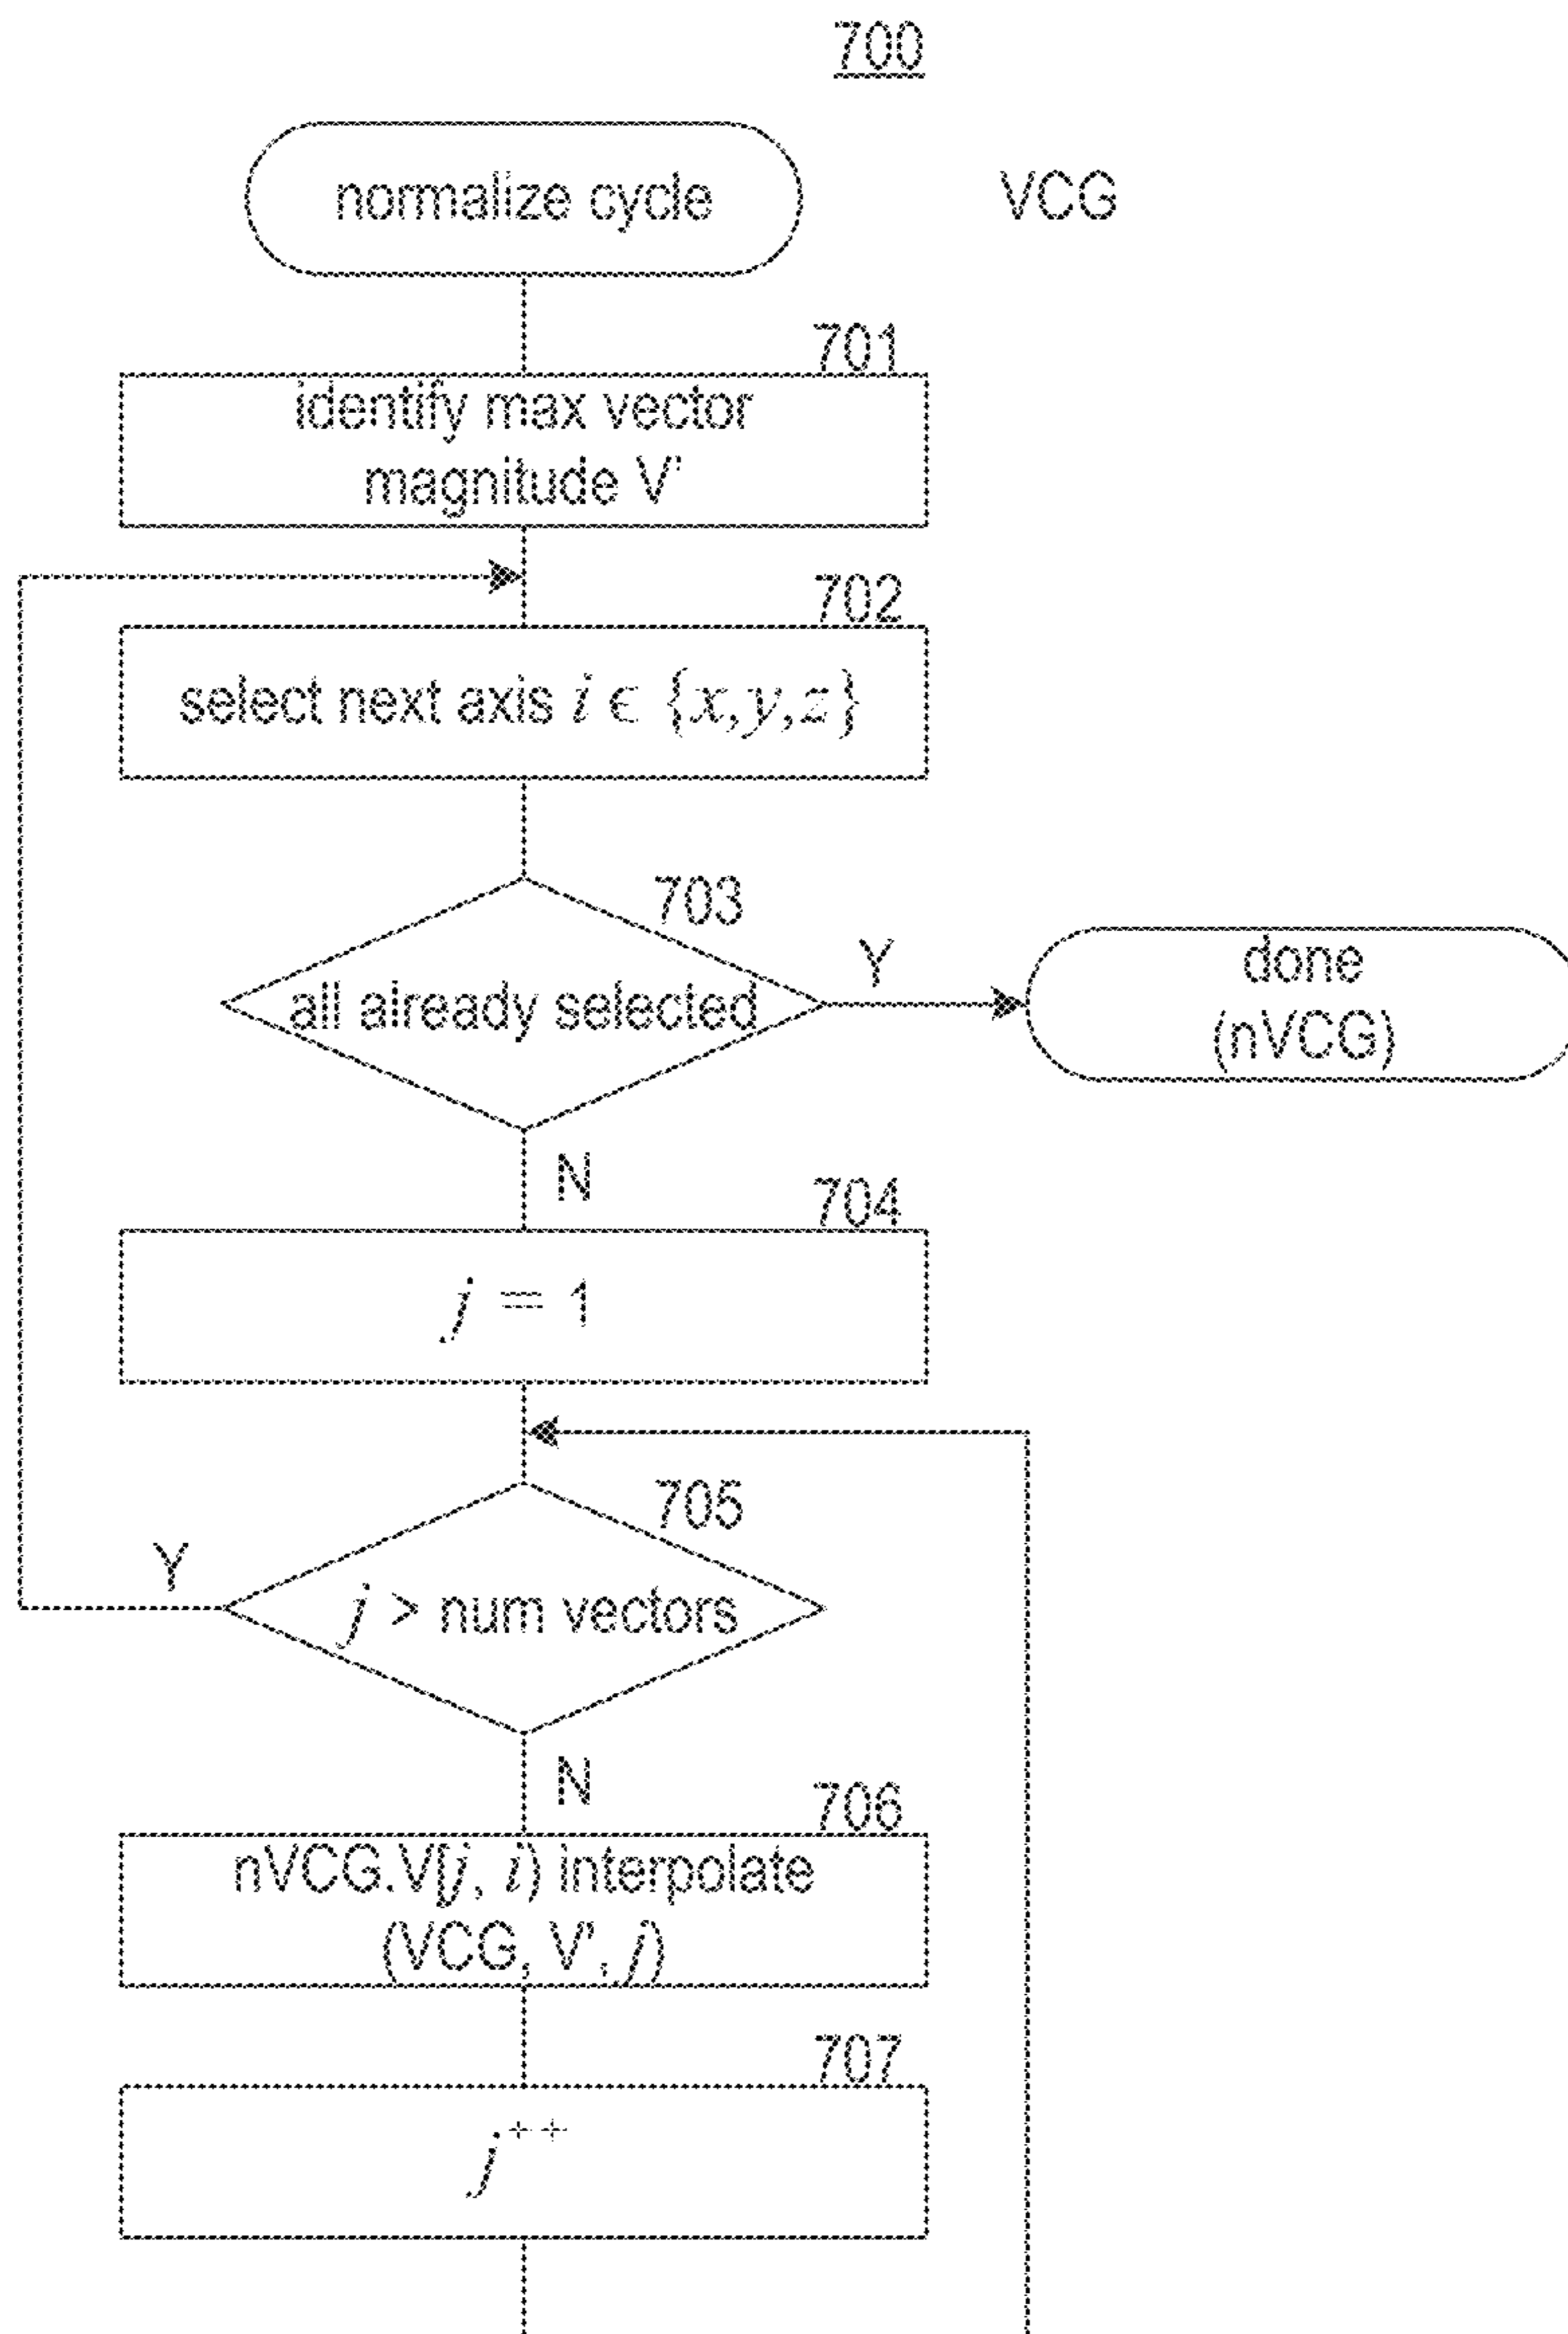 700
normalize cycle
VCG
701
identify max vector
magnitude V'
702
select next axis i ϵ {x,y,z}
703
all already selected
Y
done
(nVCG)
N
704
j = 1
705
Y
j > num vectors
N
706
nVCG.V[j, i) interpolate
(VCG, V', j)
707
j++